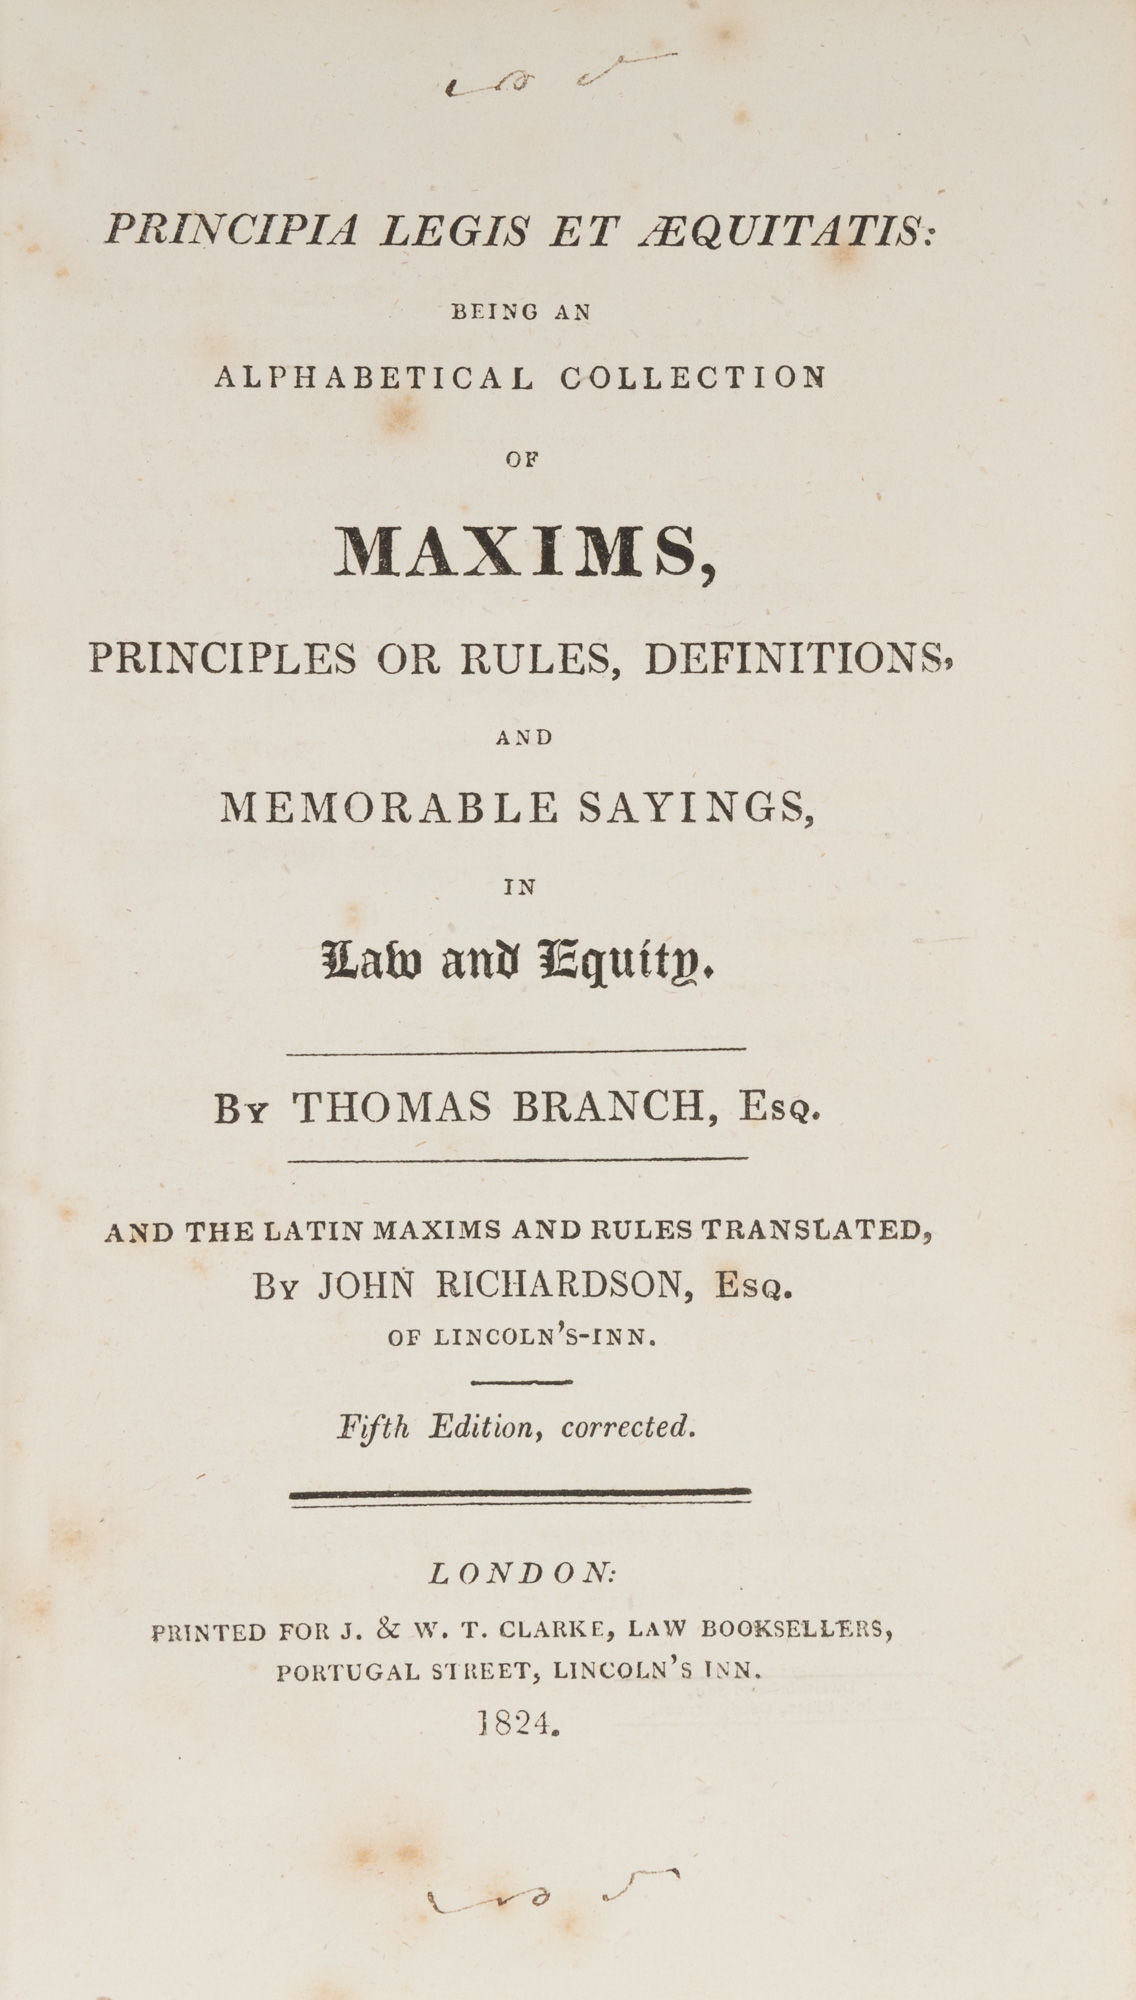 PRINCIPIA LEGIS ET ÆQUITATIS:
BEING AN
ALPHABETICAL COLLECTION
OF
MAXIMS,
PRINCIPLES OR RULES, DEFINITIONS,
AND
MEMORABLE SAYINGS,
IN
Law and Equity.
By THOMAS BRANCH, Esq.
AND THE LATIN MAXIMS AND RULES TRANSLATED,
By JOHN RICHARDSON, Esq.
OF LINCOLN'S-INN.
Fifth Edition, corrected.
LONDON:
PRINTED FOR J. & W. T. CLARKE, LAW BOOKSELLERS,
PORTUGAL STREET, LINCOLN'S INN.
1824.